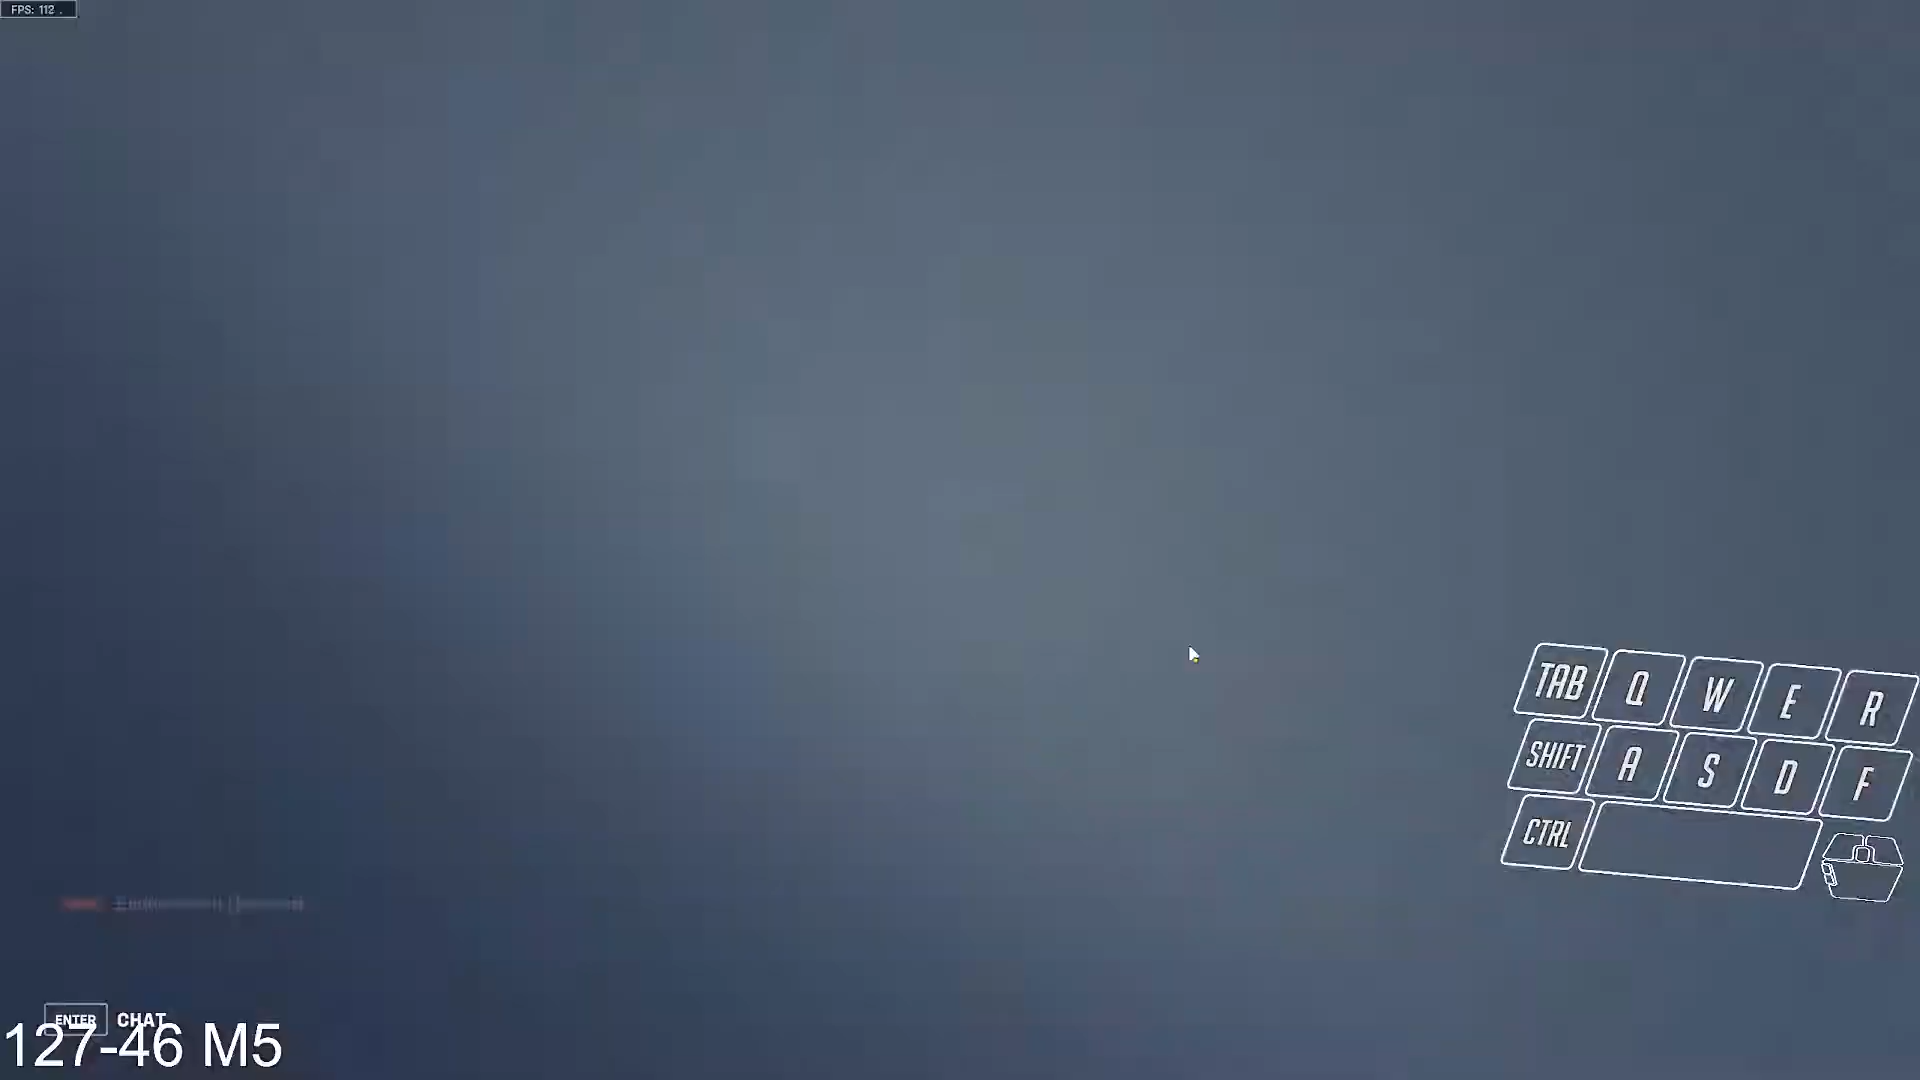 FPS: 112
TAB Q W E R
SHIFT A S D F
CTRL
ENTER CHAT
127-46 M5